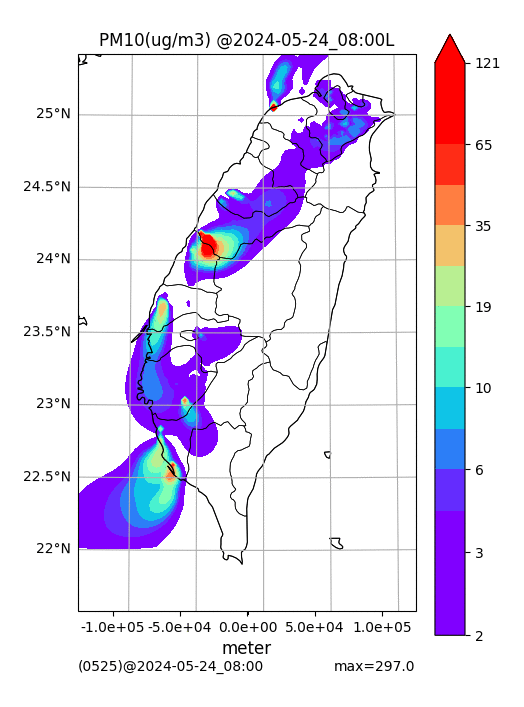 PM10(ug/m3) @2024-05-24_08:00L
121
65
35
19
10
6
3
2
25°N
24.5°N
24°N
23.5°N
23°N
22.5°N
22°N
-1.0e+05 -5.0e+04 0.0e+00 5.0e+04 1.0e+05
meter
(0525)@2024-05-24_08:00 max=297.0